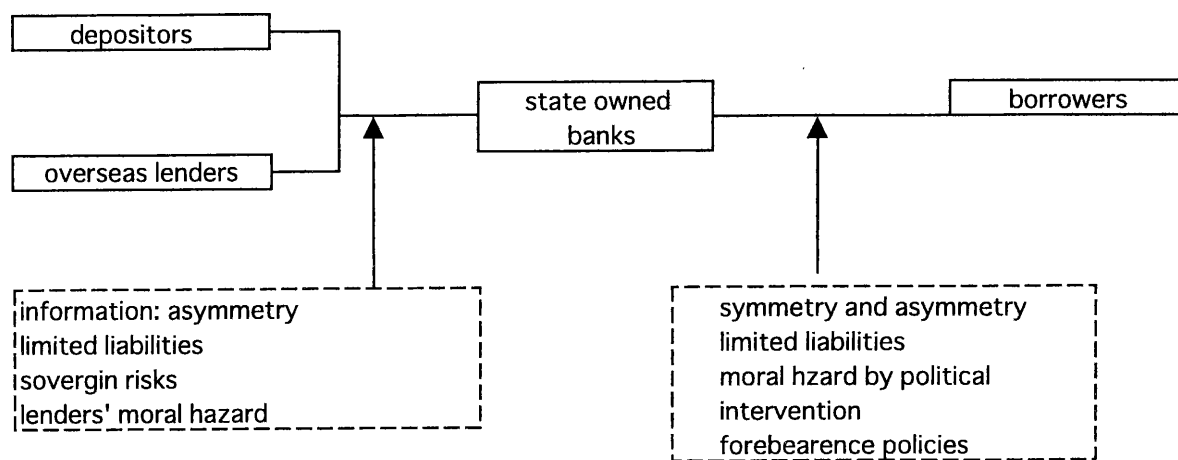 depositors
state owned
banks
borrowers
overseas lenders
information: asymmetry
limited liabilities
sovergin risks
lenders' moral hazard
symmetry and asymmetry
limited liabilities
moral hzard by political
intervention
forebearence policies